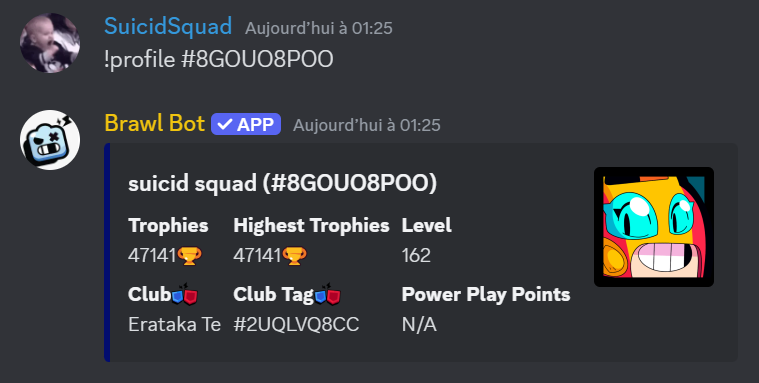 SuicidSquad Aujourd'hui à 01:25
!profile #8GOUO8POO
Brawl Bot APP Aujourd'hui à 01:25
suicid squad (#8GOUO8POO)
Trophies Highest Trophies Level
47141🏆 47141🏆 162
Club Club Tag Power Play Points
Erataka Te #2UQLVQ8CC N/A